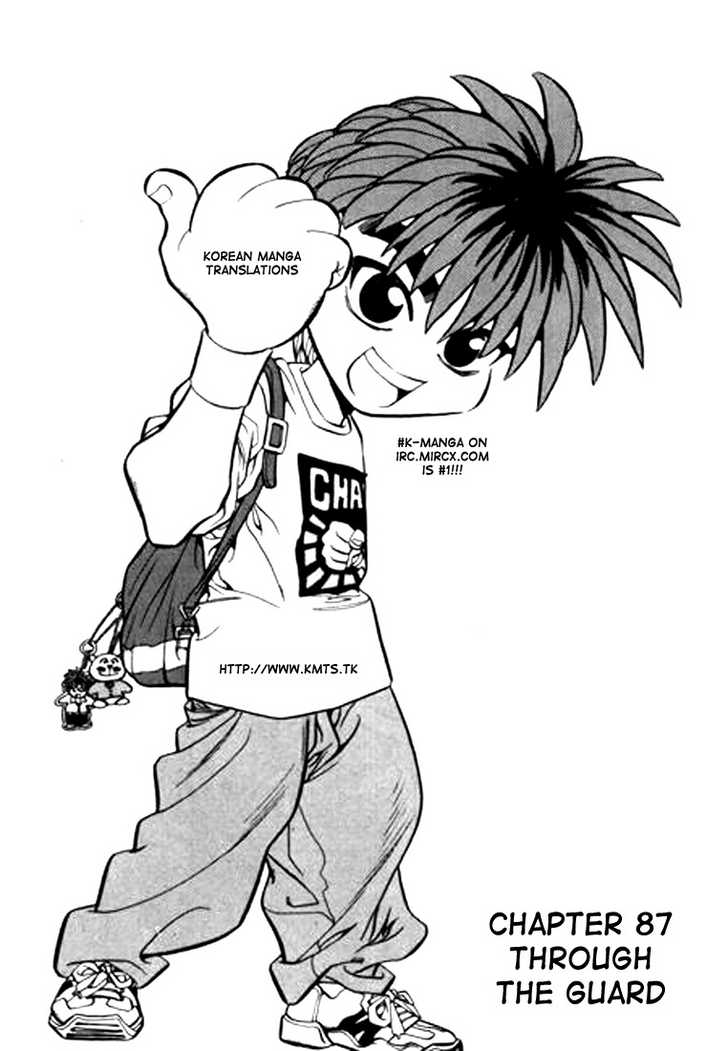 KOREAN MANGA
TRANSLATIONS
#K-MANGA ON
IRC.MIRCX.COM
IS #1!!!
CHA
HTTP://WWW.KMTS.TK
CHAPTER 87
THROUGH
THE GUARD